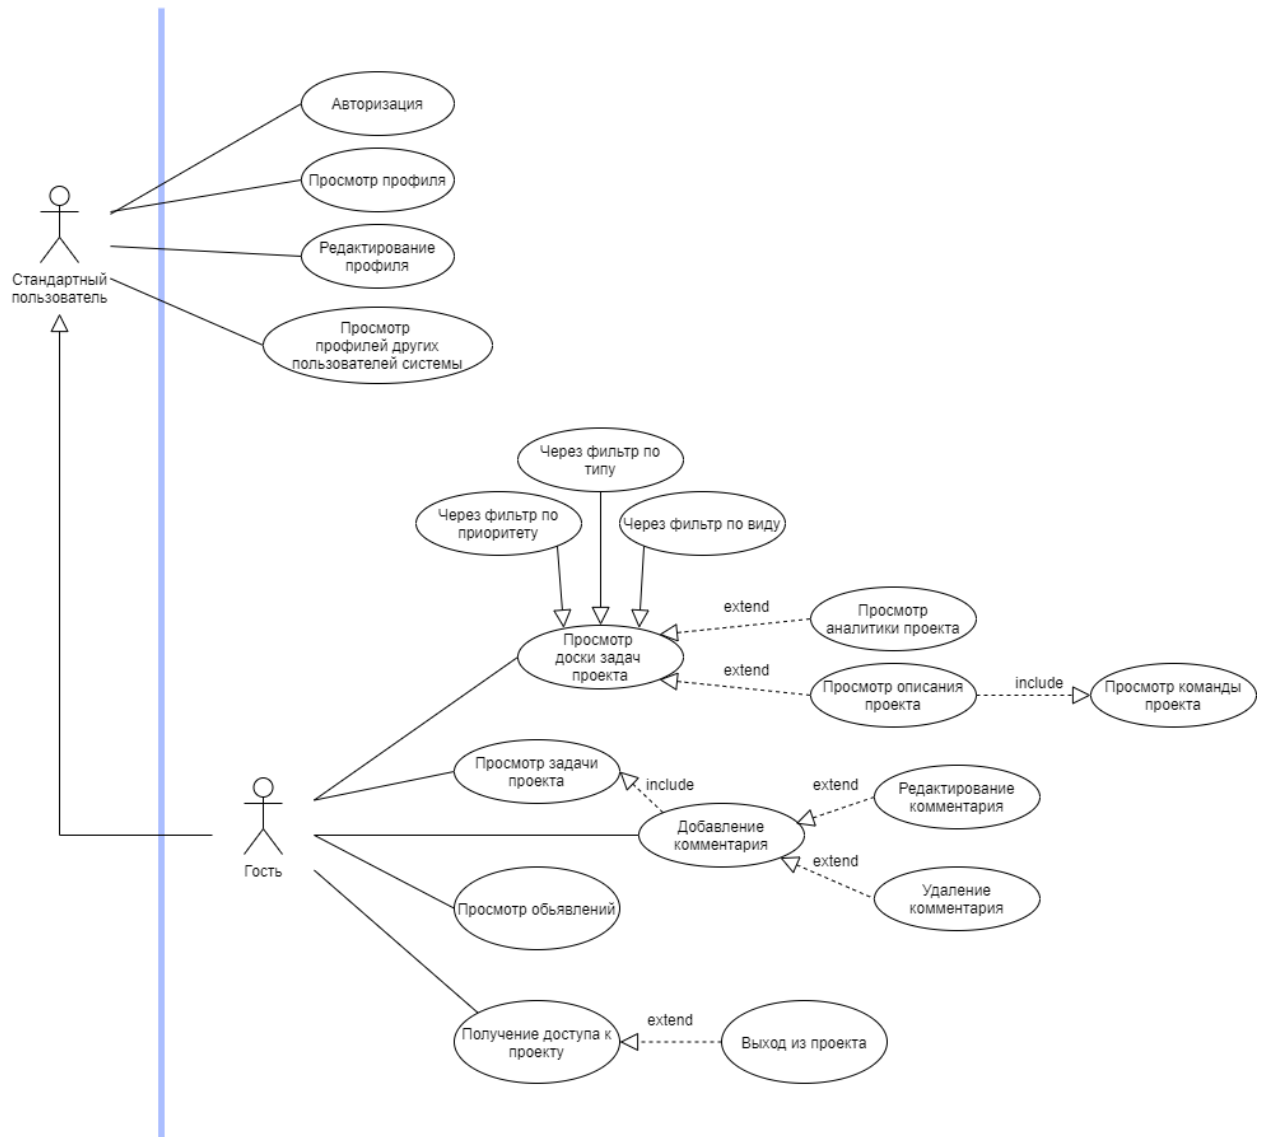 Авторизация
Просмотр профиля
Редактирование
профиля
Стандартный
пользователь
Просмотр
профилей других
пользователей системы
Через фильтр по
типу
Через фильтр по
приоритету
Через фильтр по виду
extend
Просмотр
аналитики проекта
Просмотр
доски задач
проекта
extend
Просмотр описания
проекта
include
Просмотр команды
проекта
Просмотр задачи
проекта
include
extend
Редактирование
комментария
Добавление
комментария
Гость
extend
Удаление
комментария
Просмотр обьявлений
Получение доступа к
проекту
extend
Выход из проекта